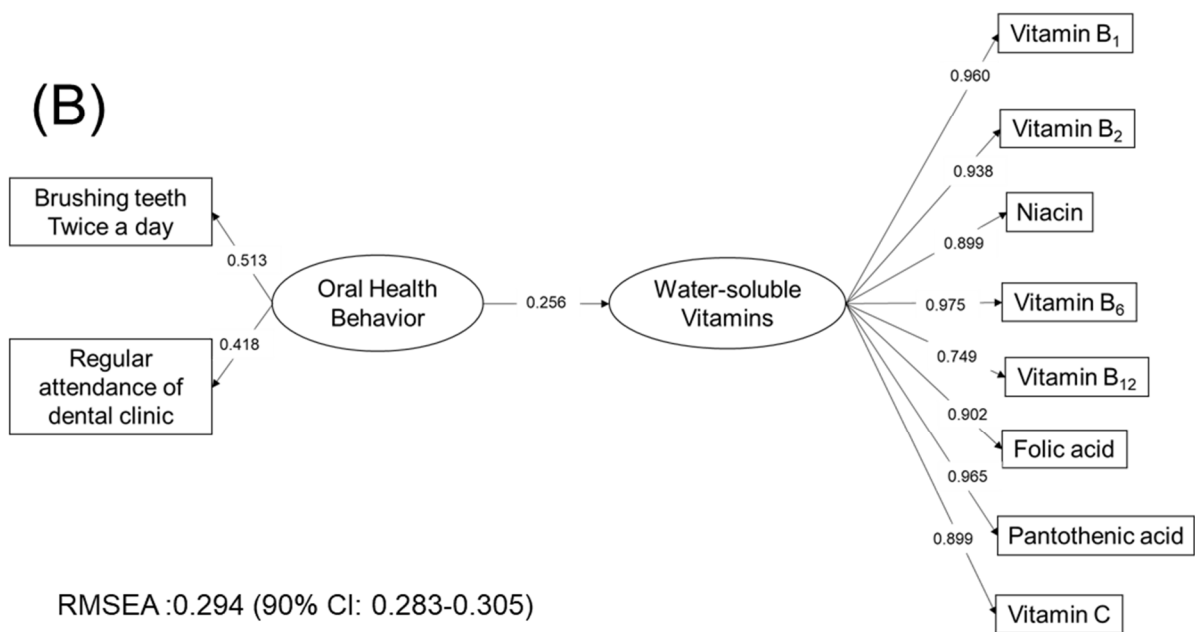 (B)
Brushing teeth
Twice a day
0.513
0.418
Regular
attendance of
dental clinic
Oral Health
Behavior
0.256
Water-soluble
Vitamins
0.960
Vitamin B₁
0.938
Vitamin B₂
0.899
Niacin
0.975
Vitamin B₆
0.749
Vitamin B₁₂
0.902
Folic acid
0.965
Pantothenic acid
0.899
Vitamin C
RMSEA :0.294 (90% CI: 0.283-0.305)